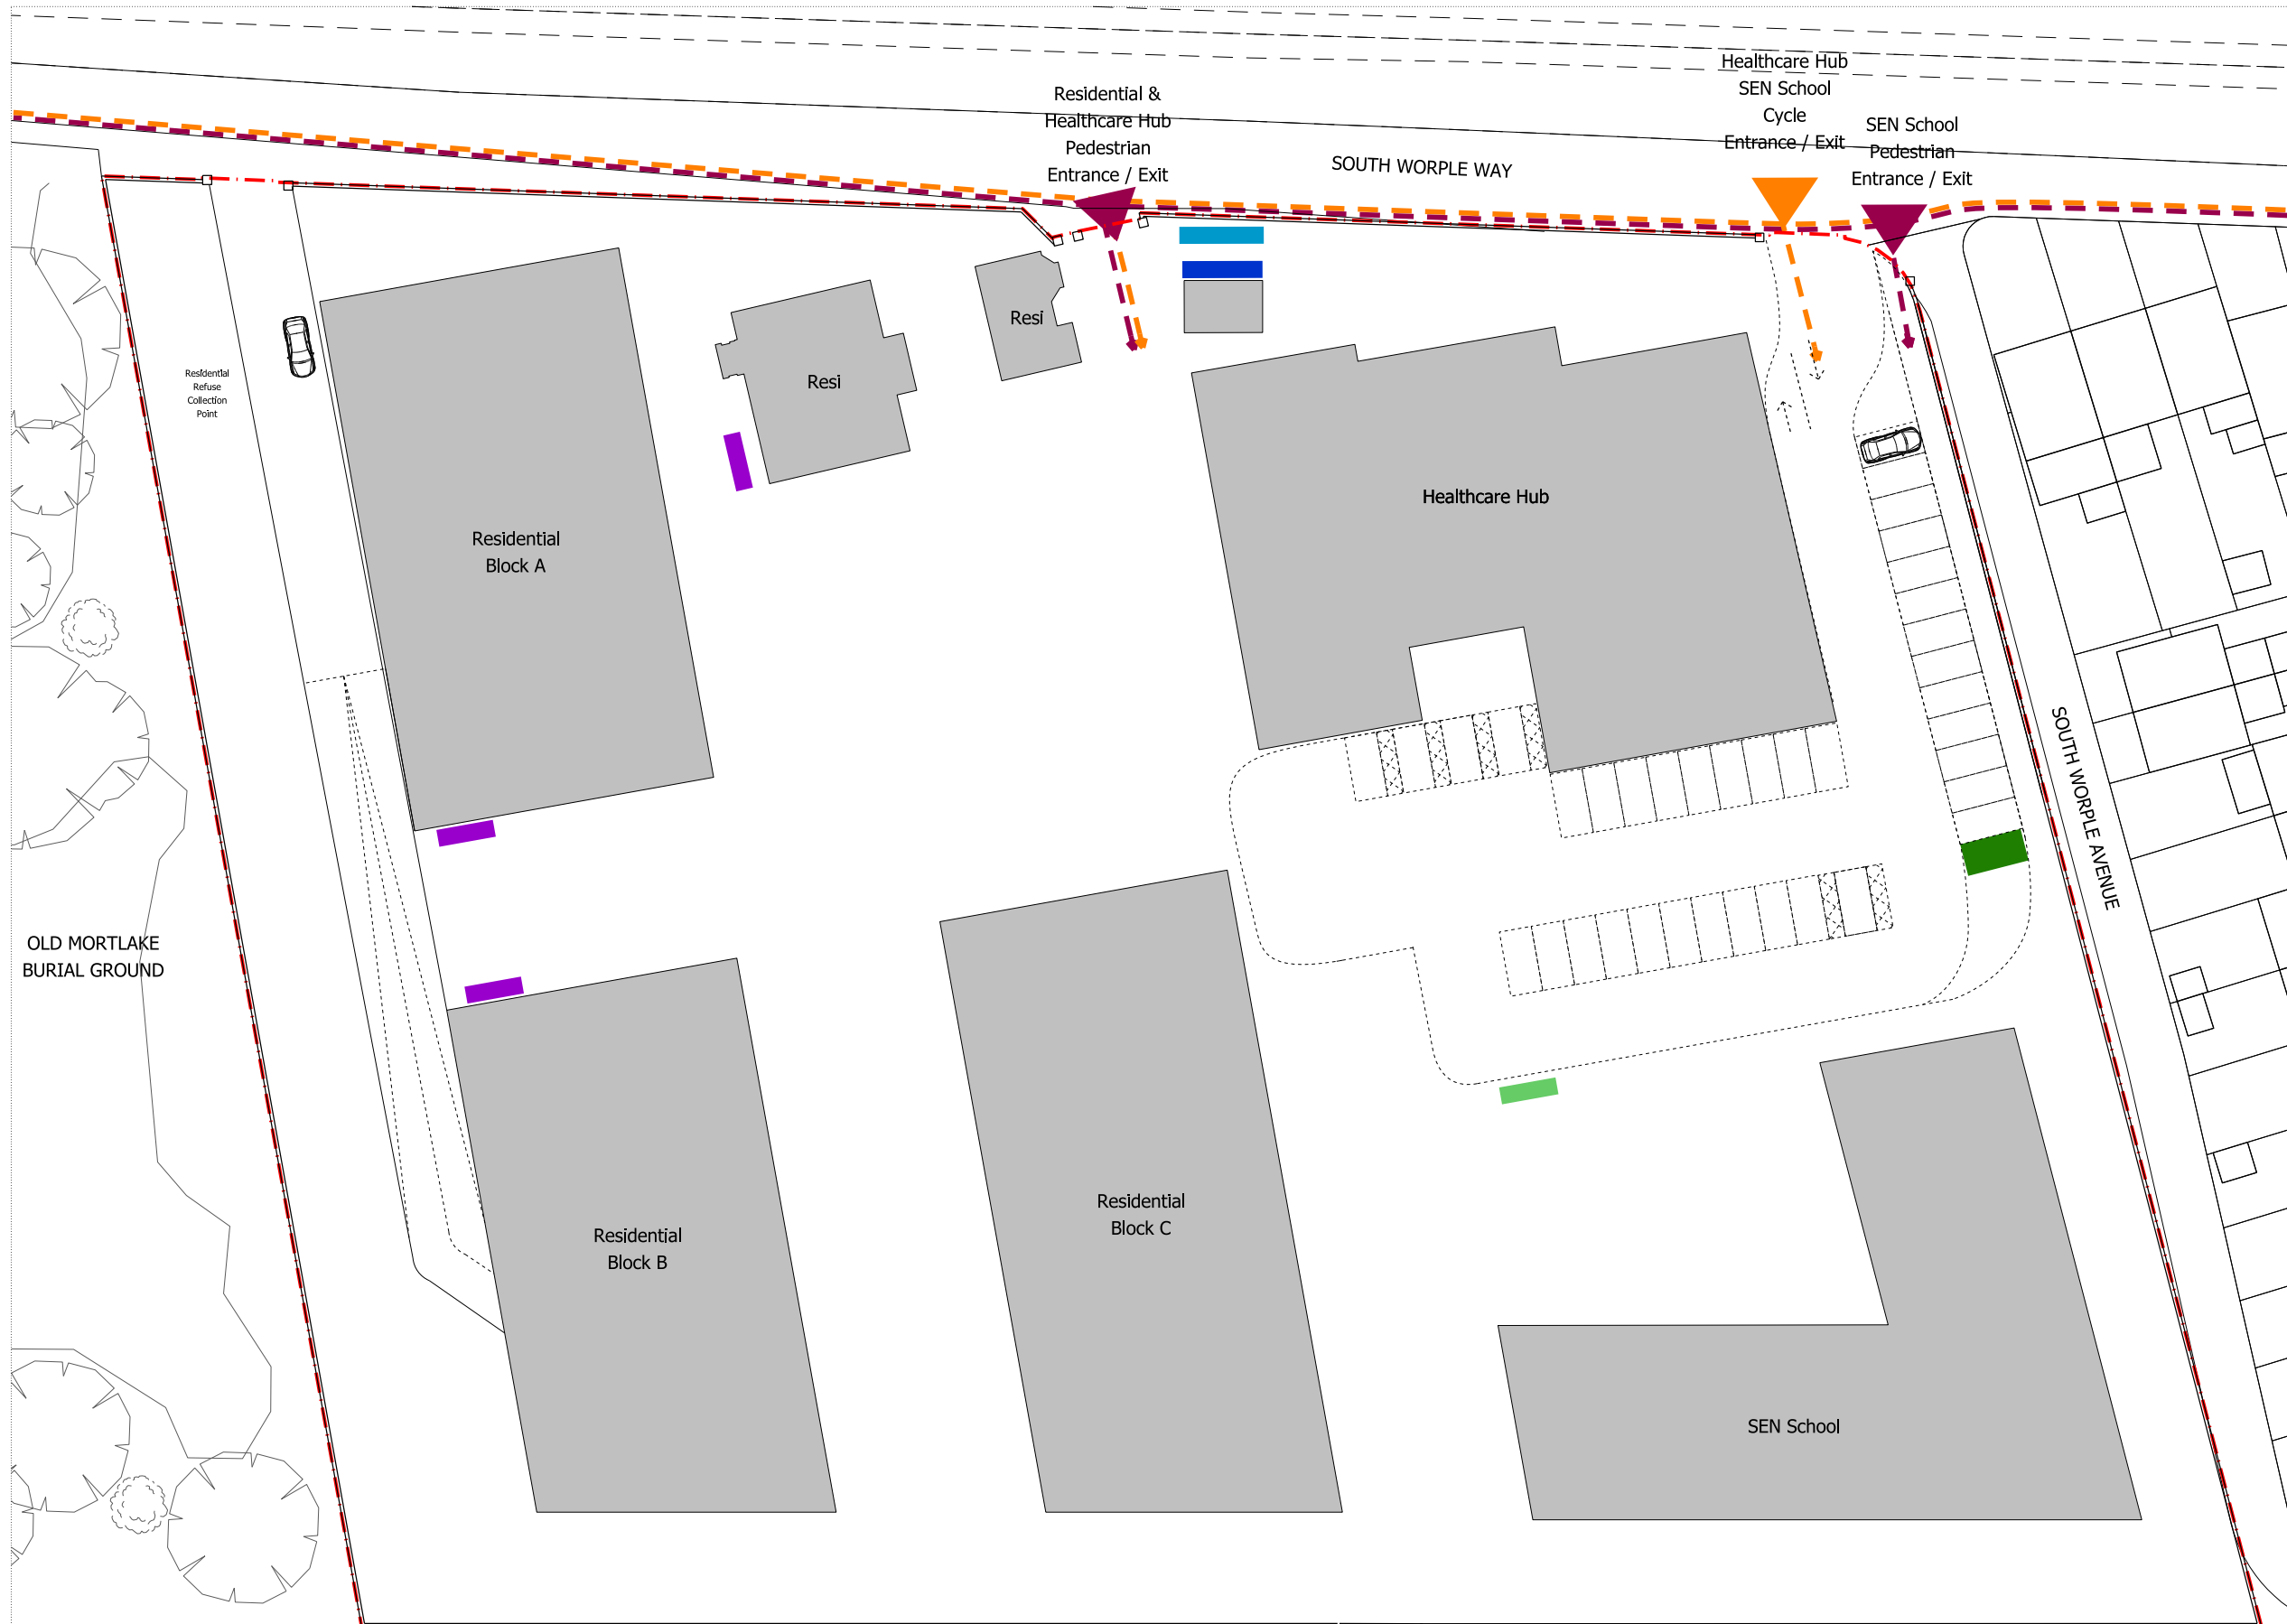 Healthcare Hub
SEN School
Cycle
Entrance / Exit
Residential &
Healthcare Hub
Pedestrian
Entrance / Exit
SEN School
Pedestrian
Entrance / Exit
SOUTH WORPLE WAY
Resi
Resi
Residential
Refuse
Collection
Point
Healthcare Hub
Residential
Block A
SOUTH WORPLE AVENUE
OLD MORTLAKE
BURIAL GROUND
Residential
Block C
Residential
Block B
SEN School